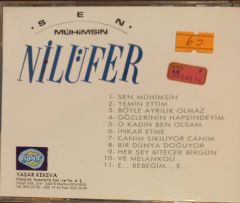 SEN
MÜHİMSİN
NİLÜFER
1- SEN MÜHİMSİN
2- YEMİN ETTİM
3- BÖYLE AYRILIK OLMAZ
4- GÖZLERİNİN HAPSİNDEYİM
5- O KADIN BEN OLSAM
6- İNKAR ETME
7- CANIM SIKILIYOR CANIM
8- BİR DÜNYA DOĞUYOR
9- HER ŞEY BİTECEK BİRGÜN
10- VE MELANKOLİ
11- E... BEBEĞİM... E...
YAŞAR KEKEVA